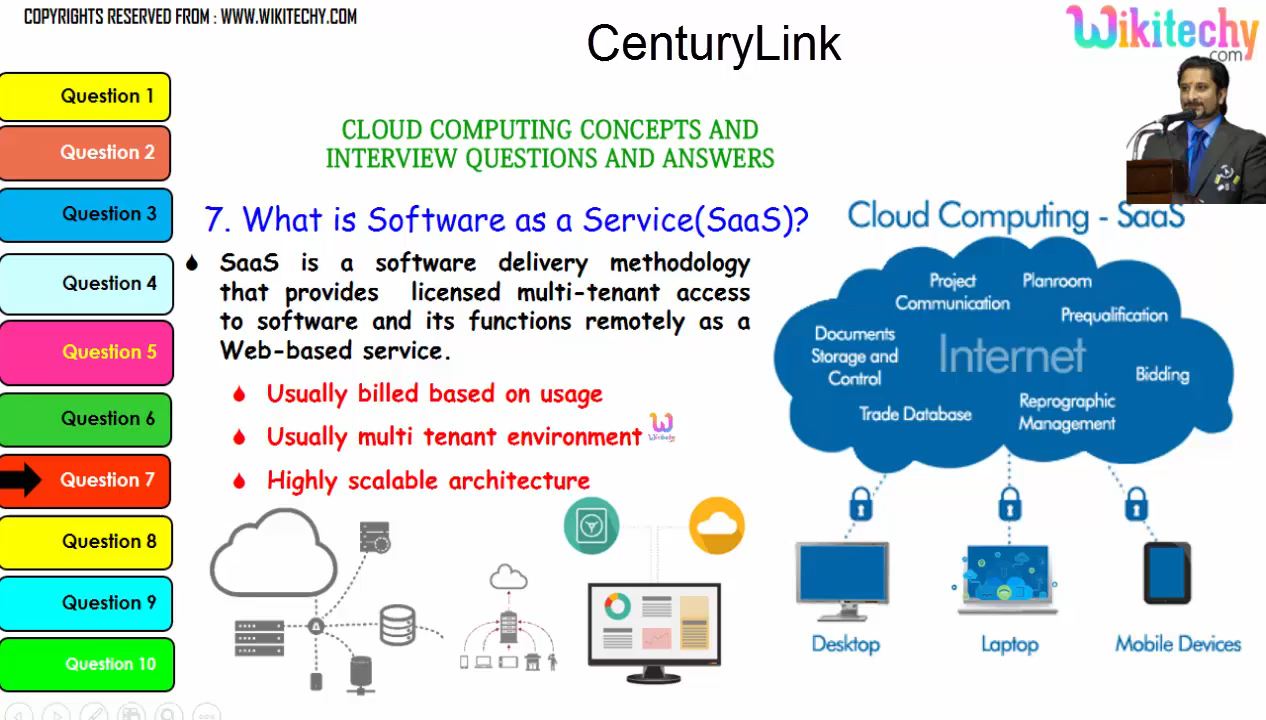 COPYRIGHTS RESERVED FROM : WWW.WIKITECHY.COM
CenturyLink
Wikitechy
.com
CLOUD COMPUTING CONCEPTS AND
INTERVIEW QUESTIONS AND ANSWERS
Question 1
Question 2
Question 3
Question 4
Question 5
Question 6
Question 7
Question 8
Question 9
Question 10
7. What is Software as a Service(SaaS)?
SaaS is a software delivery methodology
that provides licensed multi-tenant access
to software and its functions remotely as a
Web-based service.
Usually billed based on usage
Usually multi tenant environment
Wikitechy
Highly scalable architecture
Cloud Computing - SaaS
Project
Communication
Planroom
Prequalification
Documents
Storage and
Control
Internet
Bidding
Trade Database
Reprographic
Management
Desktop
Laptop
Mobile Devices